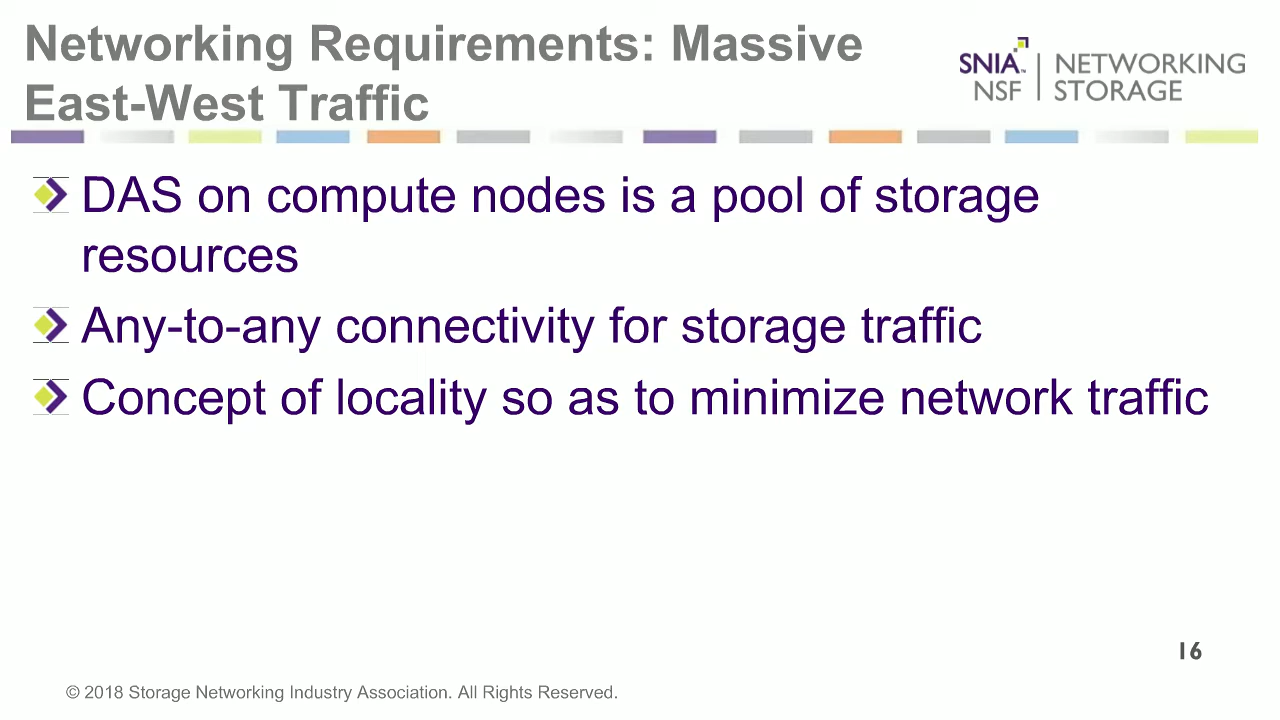 Networking Requirements: Massive
East-West Traffic
SNIA™ NSF | NETWORKING STORAGE
DAS on compute nodes is a pool of storage
resources
Any-to-any connectivity for storage traffic
Concept of locality so as to minimize network traffic
16
© 2018 Storage Networking Industry Association. All Rights Reserved.